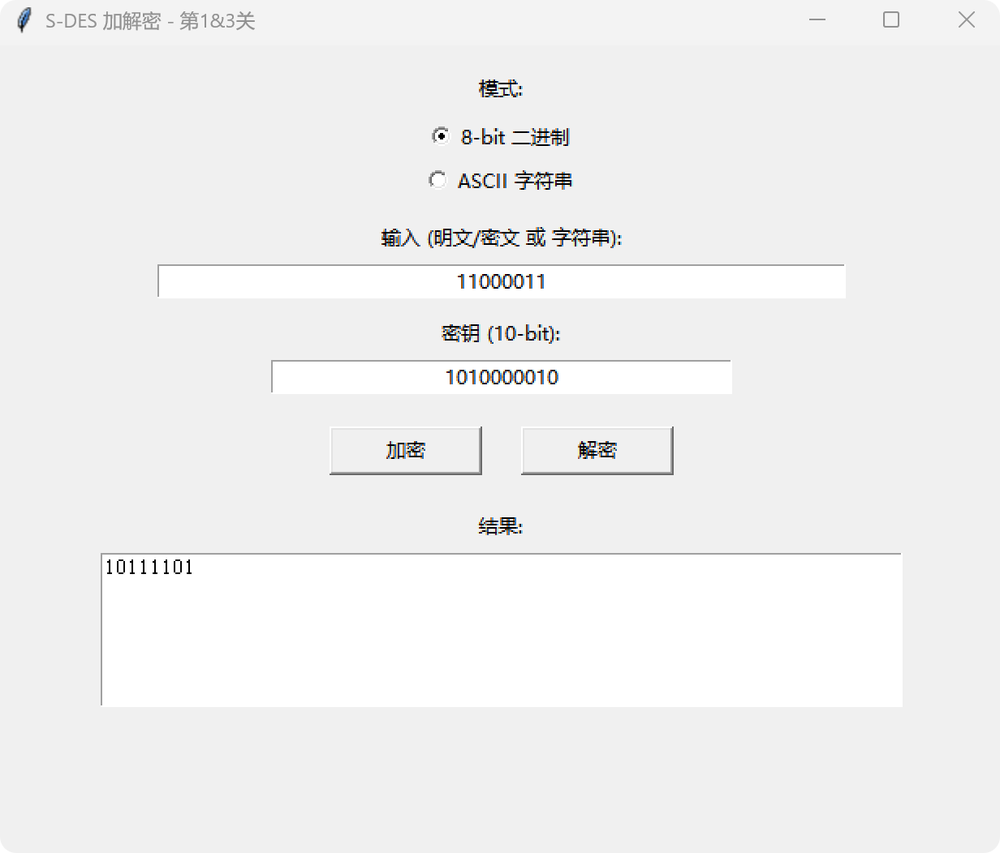 S-DES 加解密 - 第1&3关
模式:
8-bit 二进制
ASCII 字符串
输入 (明文/密文 或 字符串):
11000011
密钥 (10-bit):
1010000010
加密 解密
结果:
10111101